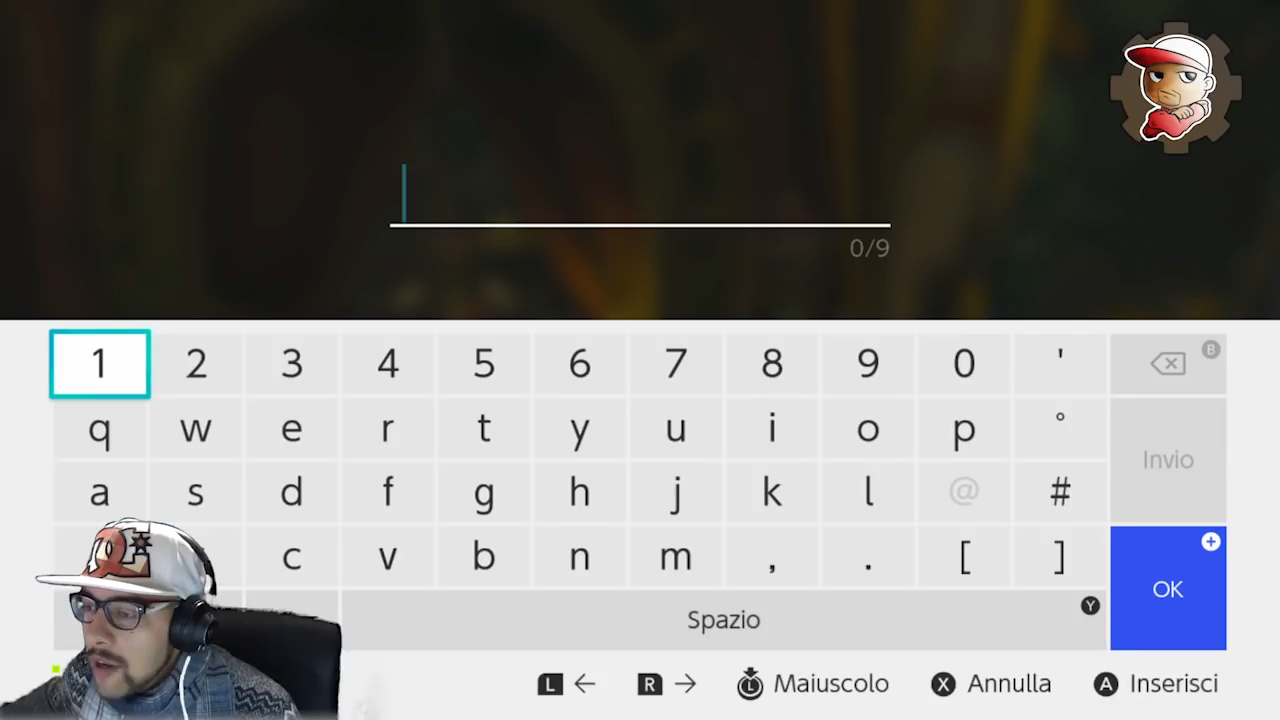 0/9
1 2 3 4 5 6 7 8 9 0 ' B
q w e r t y u i o p ° Invio
a s d f g h j k l @ #
c v b n m , . [ ] + OK
Spazio Y
L ← R → L Maiuscolo X Annulla A Inserisci